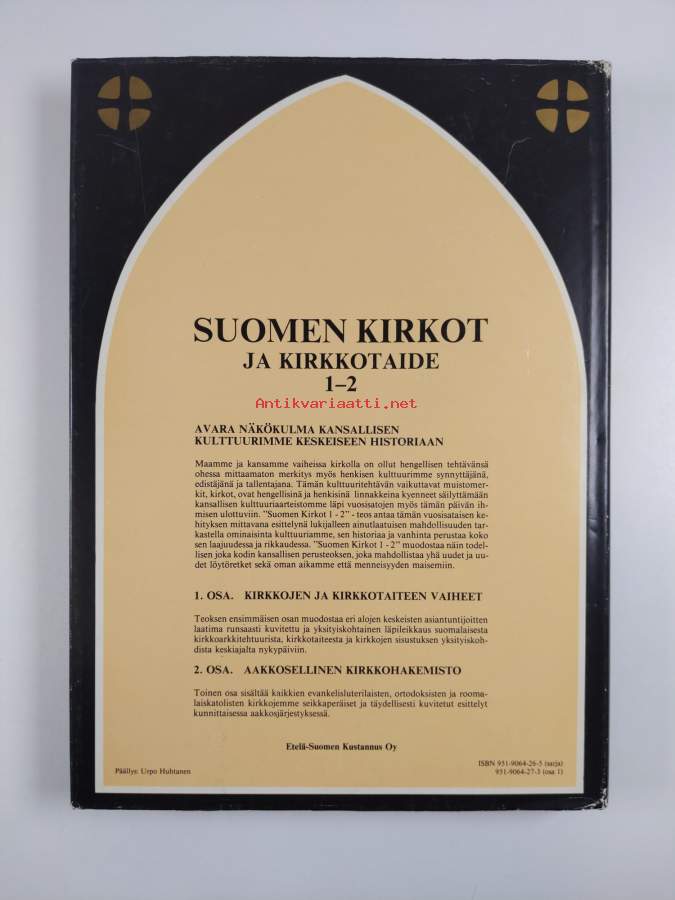 SUOMEN KIRKOT
JA KIRKKOTAIDE
1–2
Antikvariaatti.net
AVARA NÄKÖKULMA KANSALLISEN
KULTTUURIMME KESKEISEEN HISTORIAAN
Maamme ja kansamme vaiheissa kirkolla on ollut hengellisen tehtävänsä
ohessa mittaamaton merkitys myös henkisen kulttuurimme synnyttäjänä,
edistäjänä ja tallentajana. Tämän kulttuuritehtävän vaikuttavat muistomer-
kit, kirkot, ovat hengellisinä ja henkisinä linnakkeina kyenneet säilyttämään
kansallisen kulttuuriaarteistomme läpi vuosisatojen myös tämän päivän ih-
misen ulottuviin. "Suomen Kirkot 1 - 2" - teos antaa tämän vuosisataisen ke-
hityksen mittavana esittelynä lukijalleen ainutlaatuisen mahdollisuuden tar-
kastella ominaisinta kulttuuriamme, sen historiaa ja vanhinta perustaa koko
sen laajuudessa ja rikkaudessa. "Suomen Kirkot 1 - 2" muodostaa näin todel-
lisen joka kodin kansallisen perusteoksen, joka mahdollistaa yhä uudet ja uu-
det löytöretket sekä oman aikamme että menneisyyden maisemiin.
1. OSA. KIRKKOJEN JA KIRKKOTAITEEN VAIHEET
Teoksen ensimmäisen osan muodostaa eri alojen keskeisten asiantuntijoitten
laatima runsaasti kuvitettu ja yksityiskohtainen läpileikkaus suomalaisesta
kirkkoarkkitehtuurista, kirkkotaiteesta ja kirkkojen sisustuksen yksityiskoh-
dista keskiajalta nykypäiviin.
2. OSA. AAKKOSELLINEN KIRKKOHAKEMISTO
Toinen osa sisältää kaikkien evankelisluterilaisten, ortodoksisten ja rooma-
laiskatolisten kirkkojemme seikkaperäiset ja täydellisesti kuvitetut esittelyt
kunnittaisessa aakkosjärjestyksessä.
Etelä-Suomen Kustannus Oy
Päällys: Urpo Huhtanen
ISBN 951-9064-26-5 (sarja)
951-9064-27-3 (osa 1)